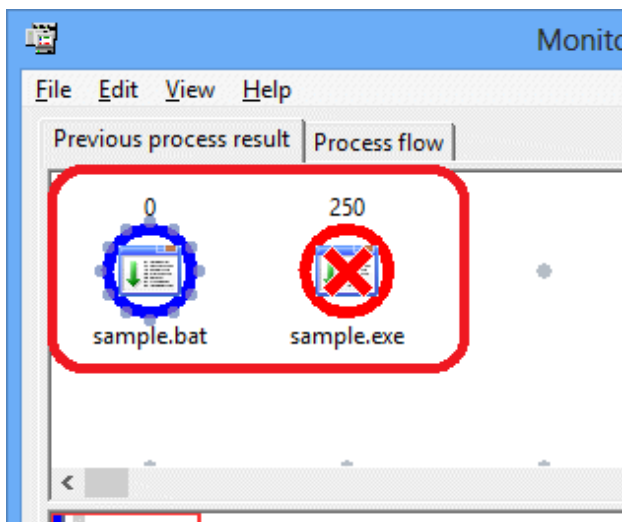 Monito
File Edit View Help
Previous process result Process flow
0 250
sample.bat sample.exe